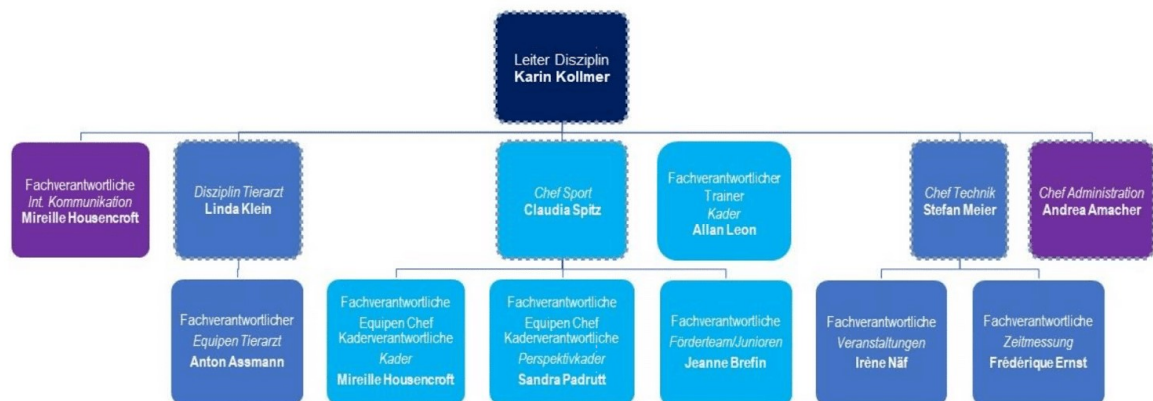 Leiter Disziplin
Karin Kollmer
Fachverantwortliche
Int. Kommunikation
Mireille Housencroft
Disziplin Tierarzt
Linda Klein
Chef Sport
Claudia Spitz
Fachverantwortlicher
Trainer
Kader
Allan Leon
Chef Technik
Stefan Meier
Chef Administration
Andrea Amacher
Fachverantwortlicher
Equipen Tierarzt
Anton Assmann
Fachverantwortliche
Equipen Chef
Kaderverantwortliche
Kader
Mireille Housencroft
Fachverantwortliche
Equipen Chef
Kaderverantwortliche
Perspektivkader
Sandra Padrutt
Fachverantwortliche
Förderteam/Junioren
Jeanne Brefin
Fachverantwortliche
Veranstaltungen
Irène Näf
Fachverantwortliche
Zeitmessung
Frédérique Ernst